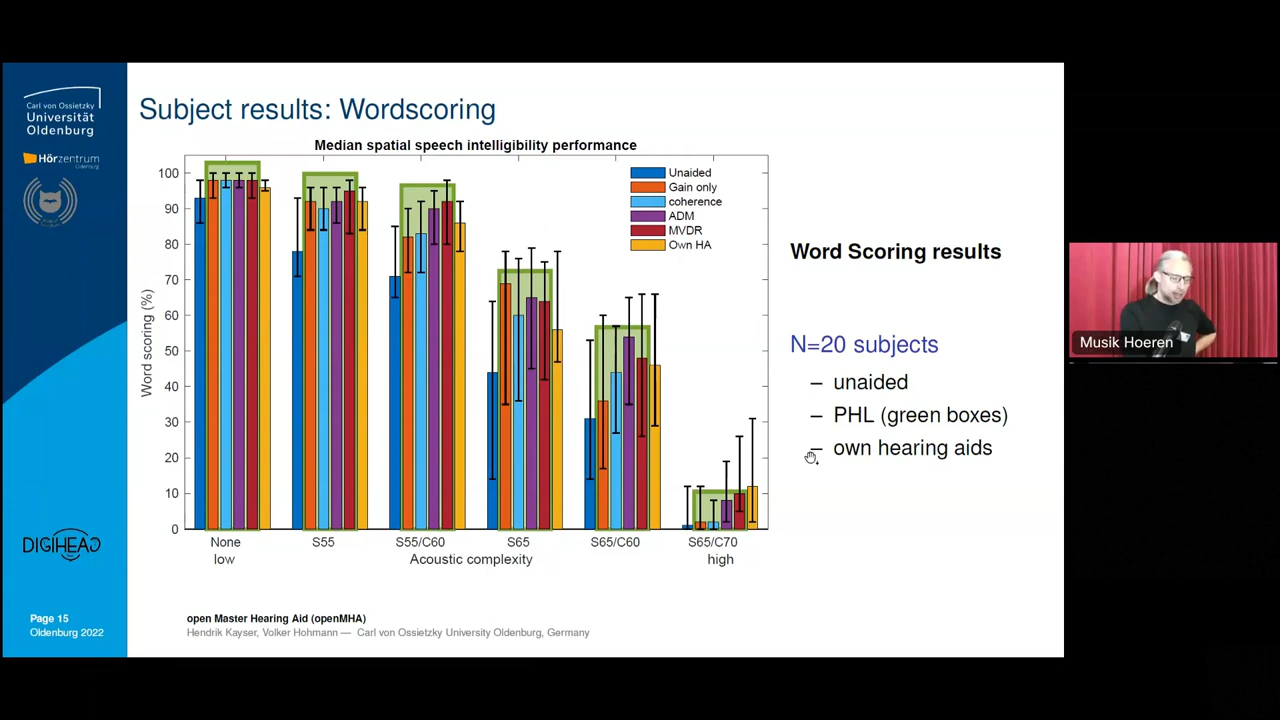 Carl von Ossietzky
Universität
Oldenburg
Hörzentrum
Oldenburg
DIGIHEAD
Page 15
Oldenburg 2022
Subject results: Wordscoring
Median spatial speech intelligibility performance
Word scoring (%)
100
90
80
70
60
50
40
30
20
10
0
Unaided
Gain only
coherence
ADM
MVDR
Own HA
None
S55
S55/C60
S65
S65/C60
S65/C70
low
Acoustic complexity
high
Word Scoring results
N=20 subjects
– unaided
– PHL (green boxes)
– own hearing aids
open Master Hearing Aid (openMHA)
Hendrik Kayser, Volker Hohmann — Carl von Ossietzky University Oldenburg, Germany
Musik Hoeren